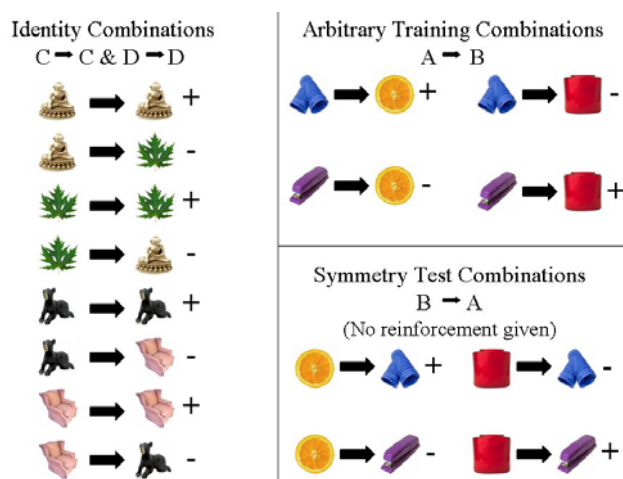 Identity Combinations
C → C & D → D
+
-
+
-
+
-
+
-
Arbitrary Training Combinations
A → B
+ -
- +
Symmetry Test Combinations
B → A
(No reinforcement given)
+ -
- +